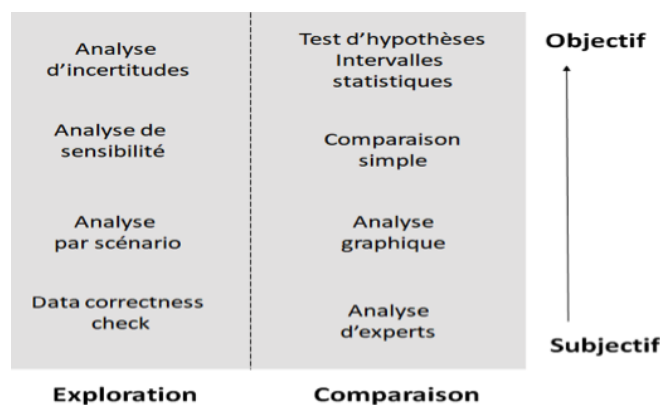 Analyse
d'incertitudes
Test d'hypothèses
Intervalles
statistiques
Objectif
Analyse de
sensibilité
Comparaison
simple
Analyse
par scénario
Analyse
graphique
Data correctness
check
Analyse
d'experts
Subjectif
Exploration
Comparaison